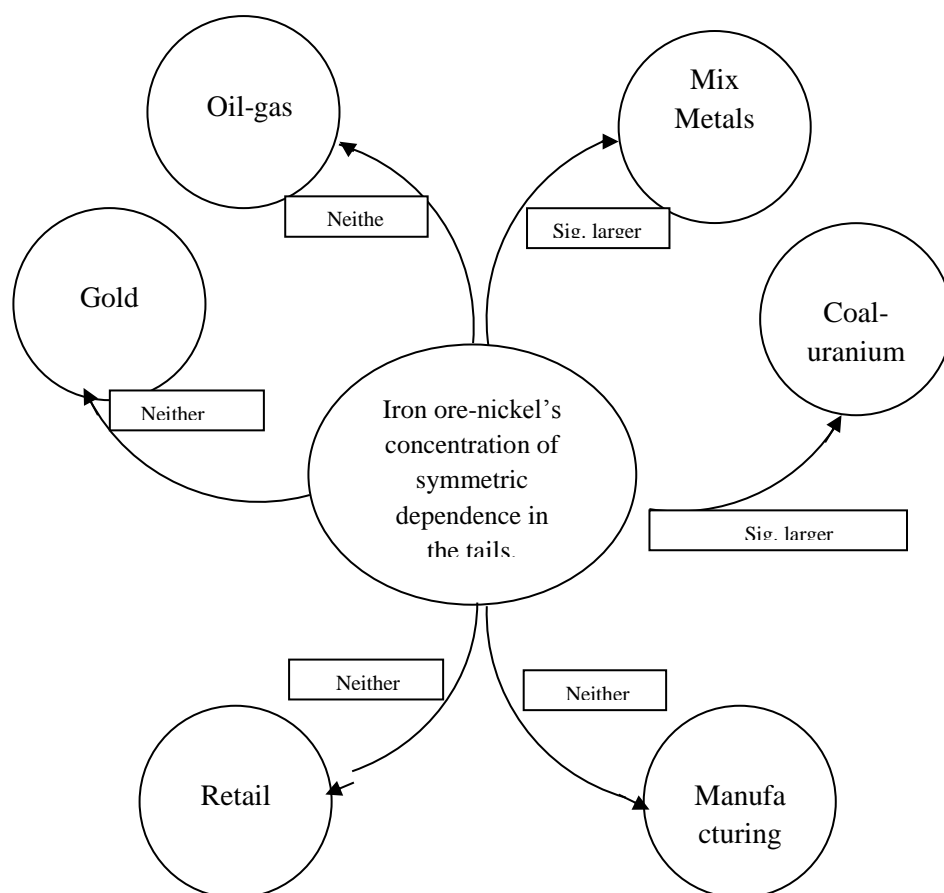 Oil-gas
Mix
Metals
Neithe
Sig. larger
Gold
Coal-
uranium
Neither
Iron ore-nickel’s
concentration of
symmetric
dependence in
the tails.
Sig. larger
Neither
Neither
Retail
Manufa
cturing